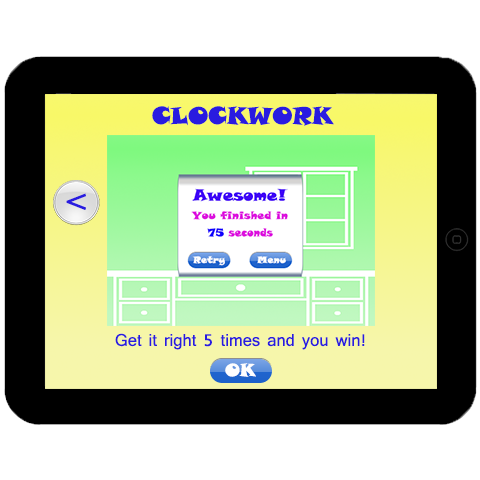 CLOCKWORK
<
Awesome!
You finished in
75 seconds
Retry Menu
Get it right 5 times and you win!
OK